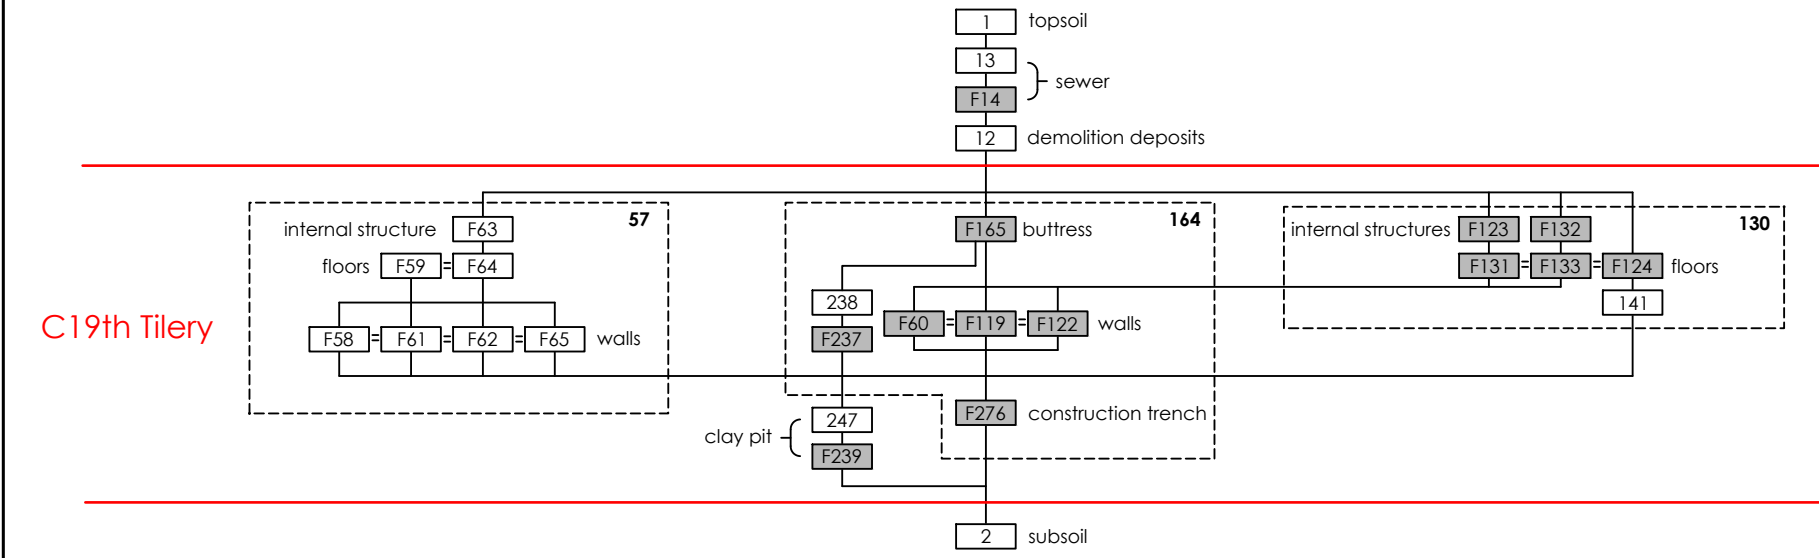 1 topsoil
13
sewer
F14
12 demolition deposits
C19th Tilery
57
internal structure F63
floors F59 = F64
F58 = F61 = F62 = F65 walls
164
F165 buttress
238
F237
F60 = F119 = F122 walls
F276 construction trench
247
clay pit
F239
130
internal structures F123 F132
F131 = F133 = F124 floors
141
2 subsoil